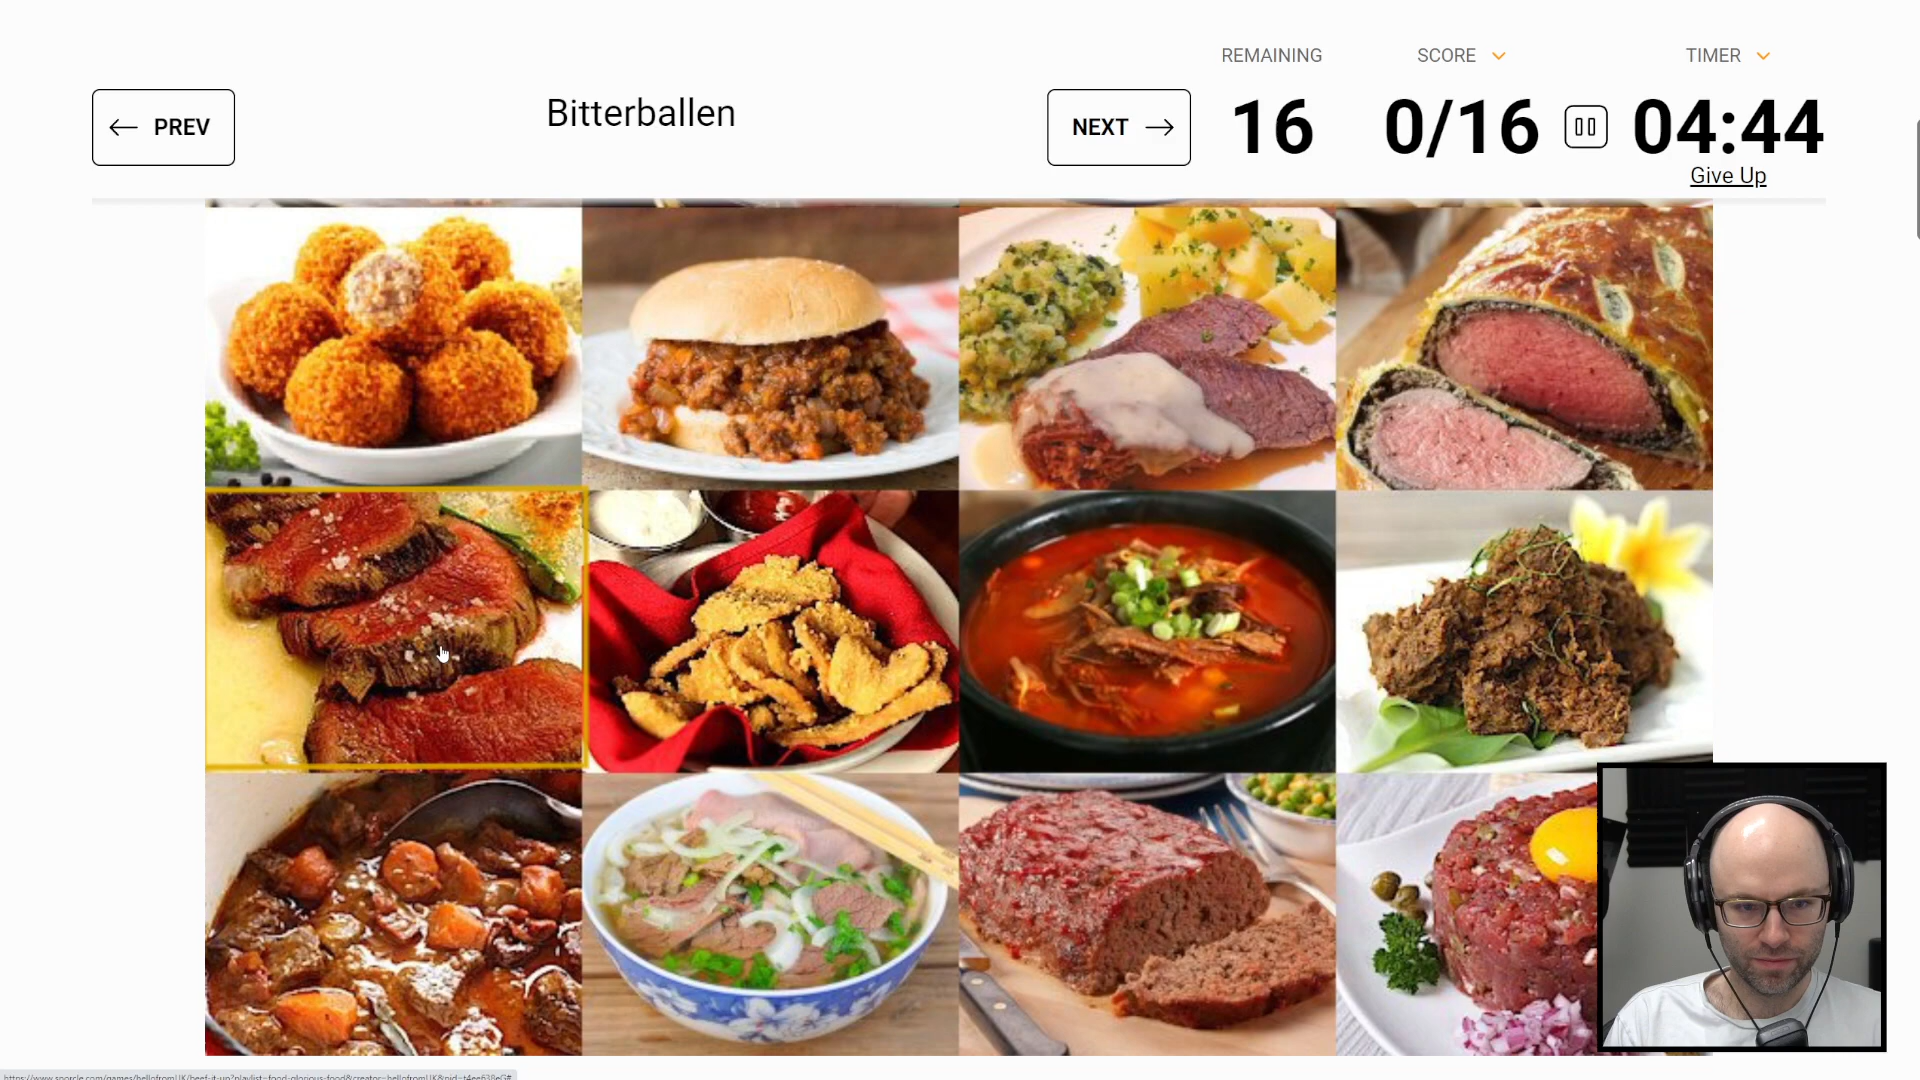 REMAINING
SCORE
TIMER
← PREV
Bitterballen
NEXT →
16
0/16
04:44
Give Up